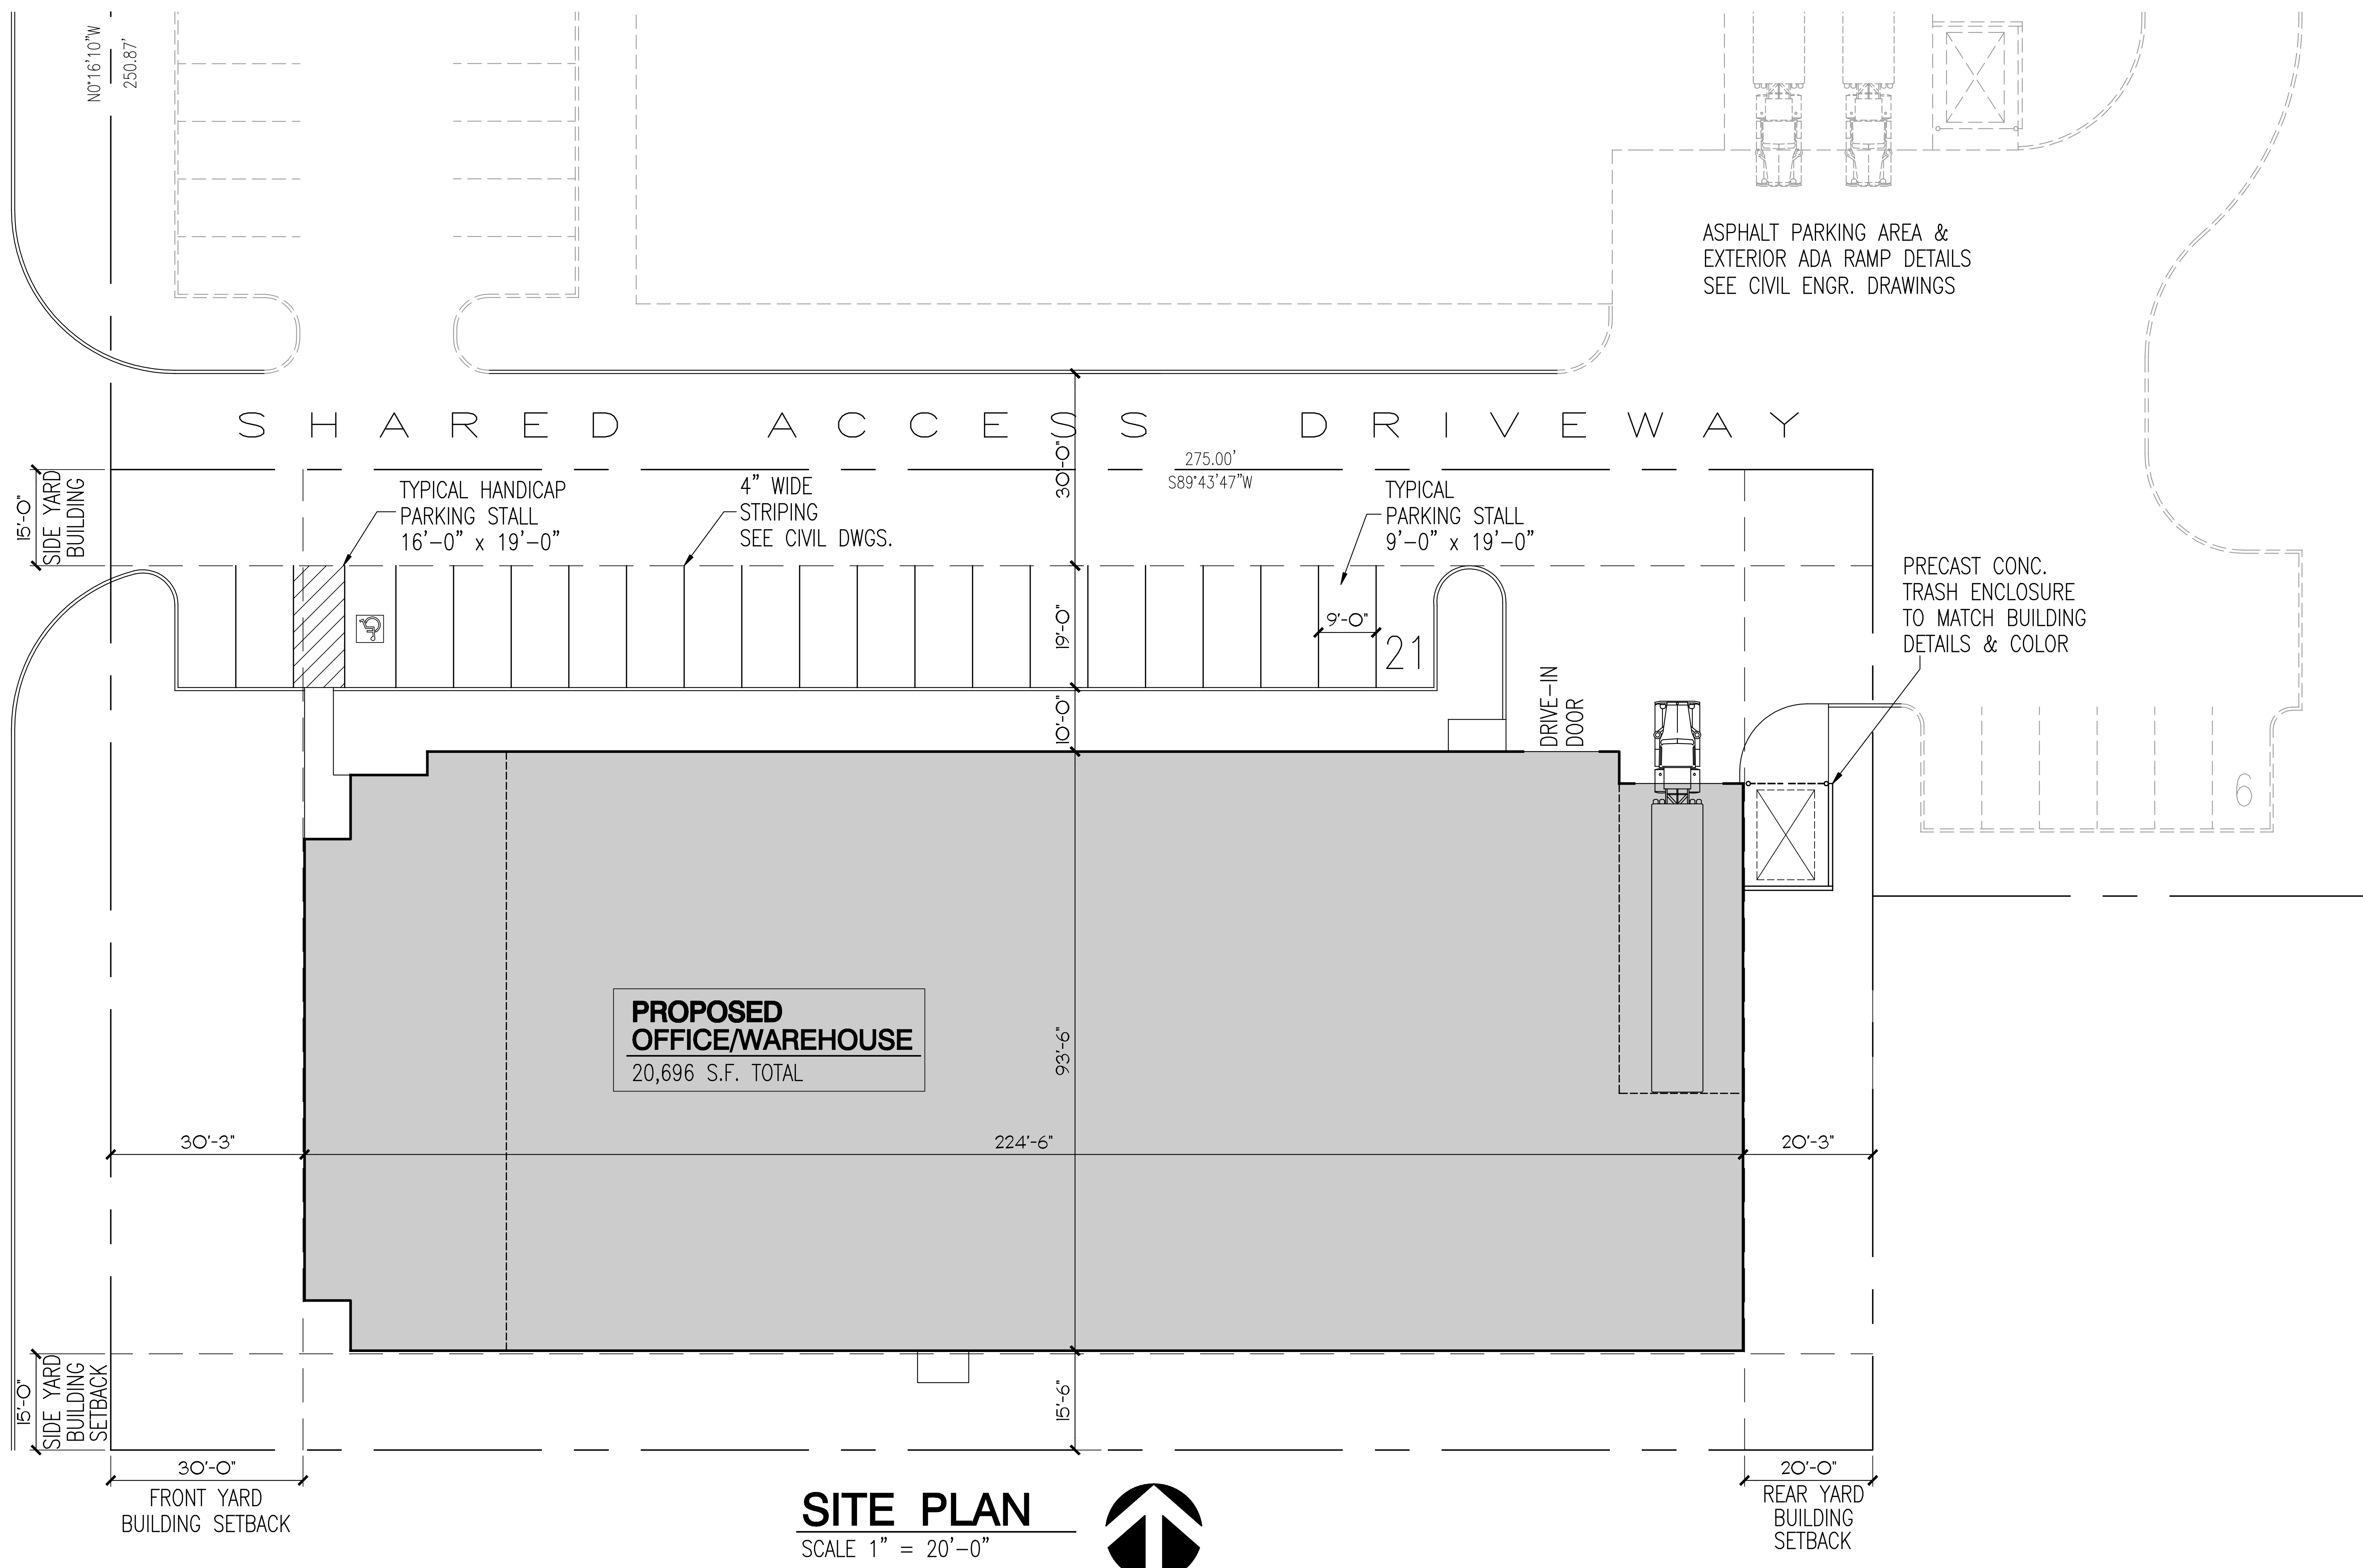 N0°16'10"W
250.87'
ASPHALT PARKING AREA &
EXTERIOR ADA RAMP DETAILS
SEE CIVIL ENGR. DRAWINGS
SHARED ACCESS DRIVEWAY
275.00'
S89°43'47"W
30'-0"
15'-0"
SIDE YARD
BUILDING
TYPICAL HANDICAP
PARKING STALL
16'-0" x 19'-0"
4" WIDE
STRIPING
SEE CIVIL DWGS.
TYPICAL
PARKING STALL
9'-0" x 19'-0"
PRECAST CONC.
TRASH ENCLOSURE
TO MATCH BUILDING
DETAILS & COLOR
19'-0"
9'-0"
21
10'-0"
DRIVE-IN
DOOR
6
PROPOSED
OFFICE/WAREHOUSE
20,696 S.F. TOTAL
93'-6"
30'-3"
224'-6"
20'-3"
15'-0"
SIDE YARD
BUILDING
SETBACK
15'-6"
30'-0"
FRONT YARD
BUILDING SETBACK
20'-0"
REAR YARD
BUILDING
SETBACK
SITE PLAN
SCALE 1" = 20'-0"